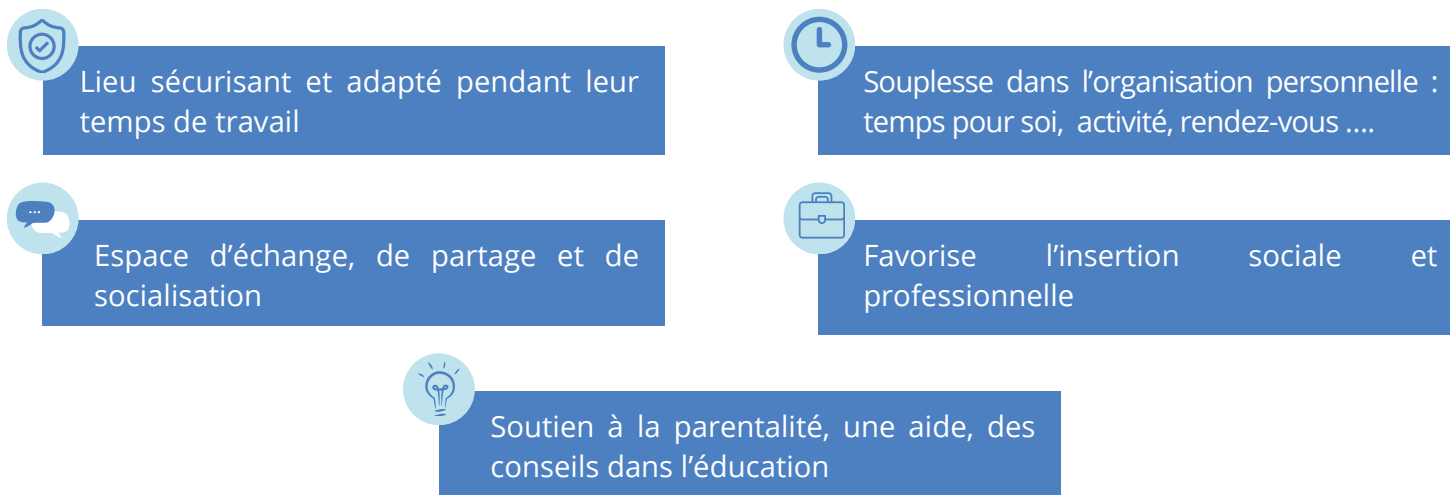 Lieu sécurisant et adapté pendant leur
temps de travail
Souplesse dans l’organisation personnelle :
temps pour soi, activité, rendez-vous ....
Espace d’échange, de partage et de
socialisation
Favorise l’insertion sociale et
professionnelle
Soutien à la parentalité, une aide, des
conseils dans l’éducation